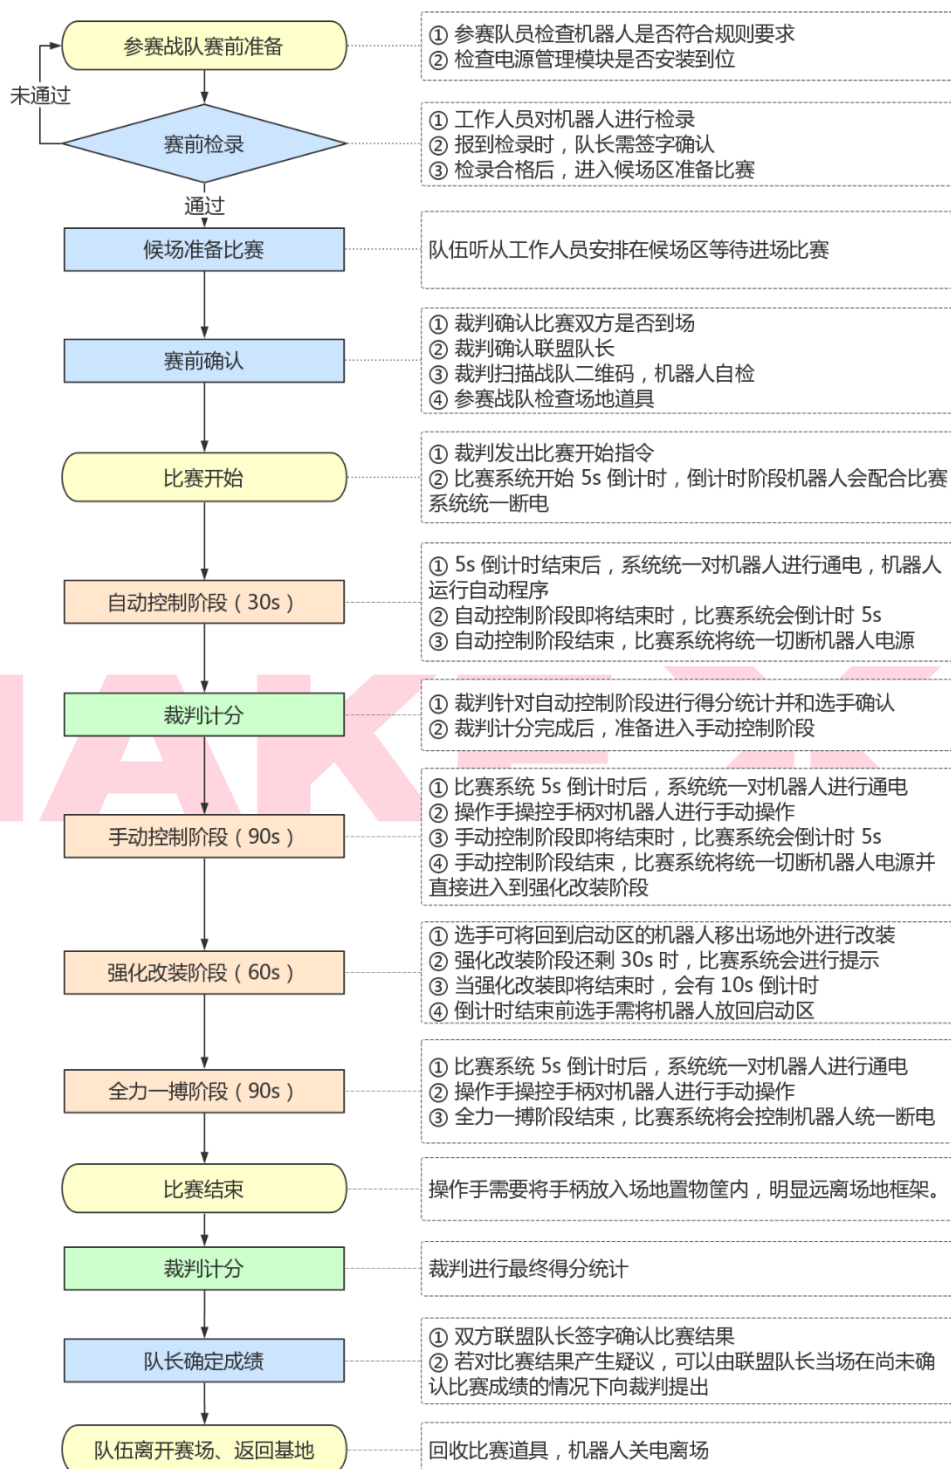 参赛战队赛前准备
① 参赛队员检查机器人是否符合规则要求
② 检查电源管理模块是否安装到位
未通过
赛前检录
① 工作人员对机器人进行检录
② 报到检录时，队长需签字确认
③ 检录合格后，进入候场区准备比赛
通过
候场准备比赛
队伍听从工作人员安排在候场区等待进场比赛
赛前确认
① 裁判确认比赛双方是否到场
② 裁判确认联盟队长
③ 裁判扫描战队二维码，机器人自检
④ 参赛战队检查场地道具
比赛开始
① 裁判发出比赛开始指令
② 比赛系统开始 5s 倒计时，倒计时阶段机器人会配合比赛
系统统一断电
自动控制阶段（30s）
① 5s 倒计时结束后，系统统一对机器人进行通电，机器人
运行自动程序
② 自动控制阶段即将结束时，比赛系统会倒计时 5s
③ 自动控制阶段结束，比赛系统将统一切断机器人电源
裁判计分
① 裁判针对自动控制阶段进行得分统计并和选手确认
② 裁判计分完成后，准备进入手动控制阶段
MAKE X
手动控制阶段（90s）
① 比赛系统 5s 倒计时后，系统统一对机器人进行通电
② 操作手操控手柄对机器人进行手动操作
③ 手动控制阶段即将结束时，比赛系统会倒计时 5s
④ 手动控制阶段结束，比赛系统将统一切断机器人电源并
直接进入到强化改装阶段
强化改装阶段（60s）
① 选手可将回到启动区的机器人移出场地外进行改装
② 强化改装阶段还剩 30s 时，比赛系统会进行提示
③ 当强化改装即将结束时，会有 10s 倒计时
④ 倒计时结束前选手需将机器人放回启动区
全力一搏阶段（90s）
① 比赛系统 5s 倒计时后，系统统一对机器人进行通电
② 操作手操控手柄对机器人进行手动操作
③ 全力一搏阶段结束，比赛系统将会控制机器人统一断电
比赛结束
操作手需要将手柄放入场地置物筐内，明显远离场地框架。
裁判计分
裁判进行最终得分统计
队长确定成绩
① 双方联盟队长签字确认比赛结果
② 若对比赛结果产生疑议，可以由联盟队长当场在尚未确
认比赛成绩的情况下向裁判提出
队伍离开赛场、返回基地
回收比赛道具，机器人关电离场